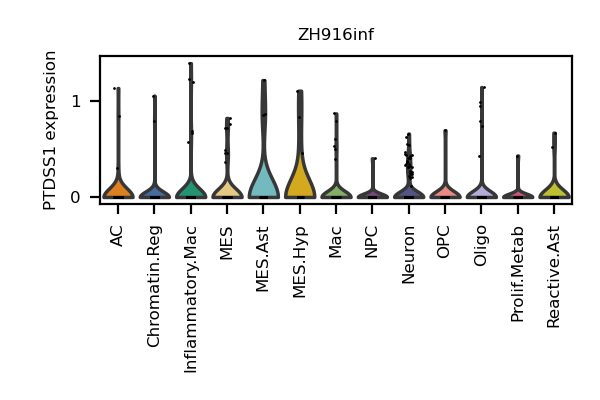 ZH916inf
PTDSS1 expression
1
0
AC
Chromatin.Reg
Inflammatory.Mac
MES
MES.Ast
MES.Hyp
Mac
NPC
Neuron
OPC
Oligo
Prolif.Metab
Reactive.Ast